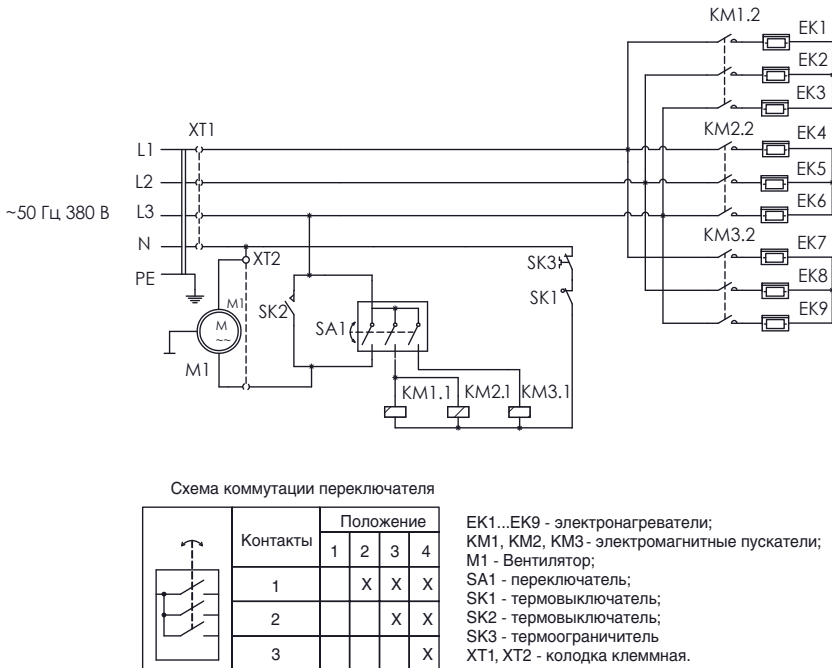 KM1.2
EK1
EK2
EK3
XT1
KM2.2
EK4
L1
EK5
L2
EK6
~50 Гц 380 В
L3
KM3.2
N
EK7
XT2
SK3
EK8
PE
SK2
SK1
EK9
M1
M
~~
SA1
M1
KM1.1
KM2.1
KM3.1
Схема коммутации переключателя
Контакты
Положение
1 2 3 4
1 X X X
2 X X
3 X
EK1...EK9 - электронагреватели;
KM1, KM2, KM3 - электромагнитные пускатели;
M1 - Вентилятор;
SA1 - переключатель;
SK1 - термовыключатель;
SK2 - термовыключатель;
SK3 - термоограничитель
XT1, XT2 - колодка клеммная.